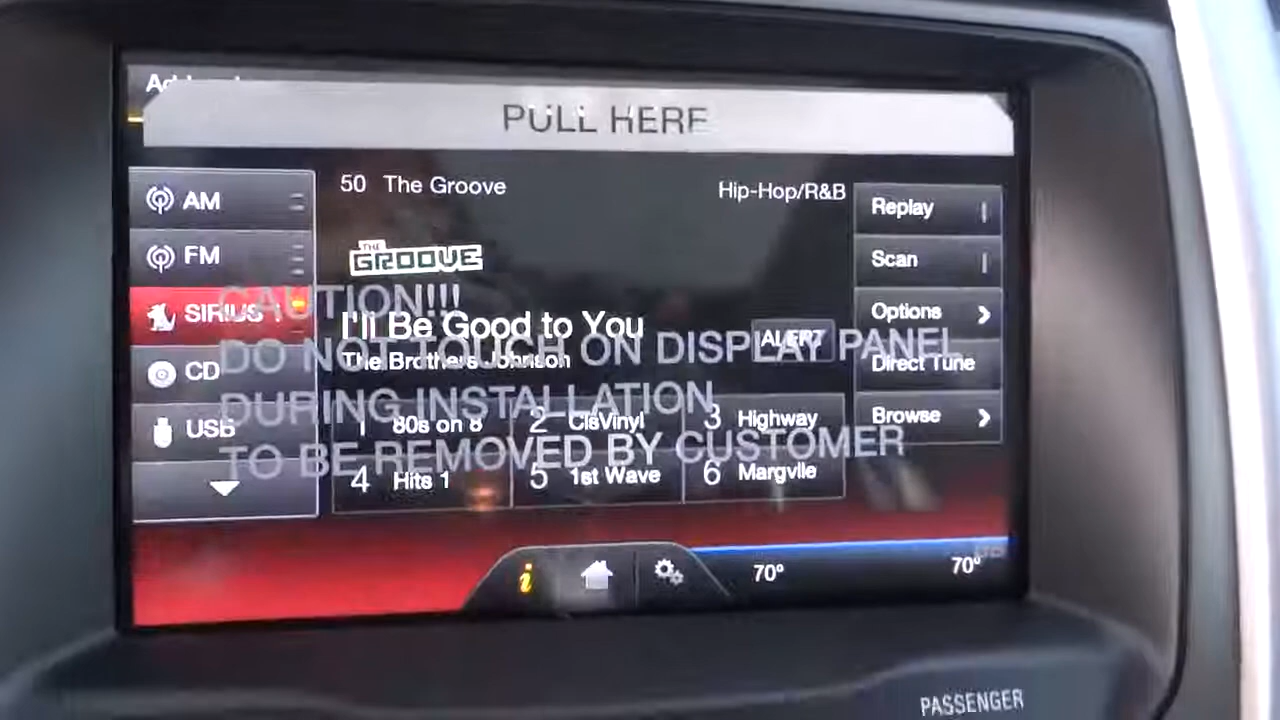 PULL HERE
AM
FM
SIRIUS 1
CD
USB
50 The Groove
Hip-Hop/R&B
THE
GROOVE
CAUTION!!!
DO NOT TOUCH ON DISPLAY PANEL
DURING INSTALLATION
TO BE REMOVED BY CUSTOMER
I'll Be Good to You
The Brothers Johnson
ALERT
1 80s on 8
2 ClsVinyl
3 Highway
4 Hits 1
5 1st Wave
6 Margvlle
Replay
Scan
Options
Direct Tune
Browse
i
70°
70°
PASSENGER